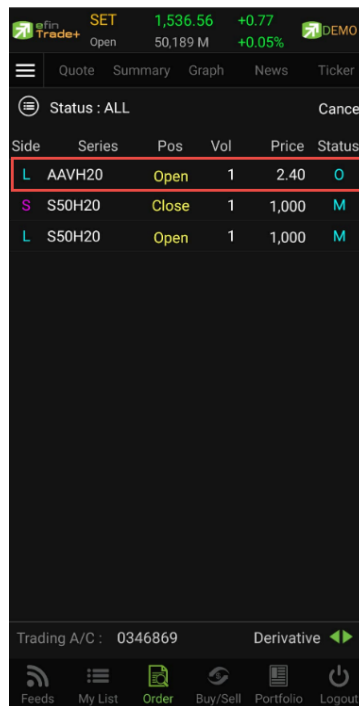 efin Trade+ SET 1,536.56 +0.77 DEMO
Open 50,189 M +0.05%
Quote Summary Graph News Ticker
Status : ALL Cance
Side Series Pos Vol Price Status
L AAVH20 Open 1 2.40 O
S S50H20 Close 1 1,000 M
L S50H20 Open 1 1,000 M
Trading A/C : 0346869 Derivative
Feeds My List Order Buy/Sell Portfolio Logout